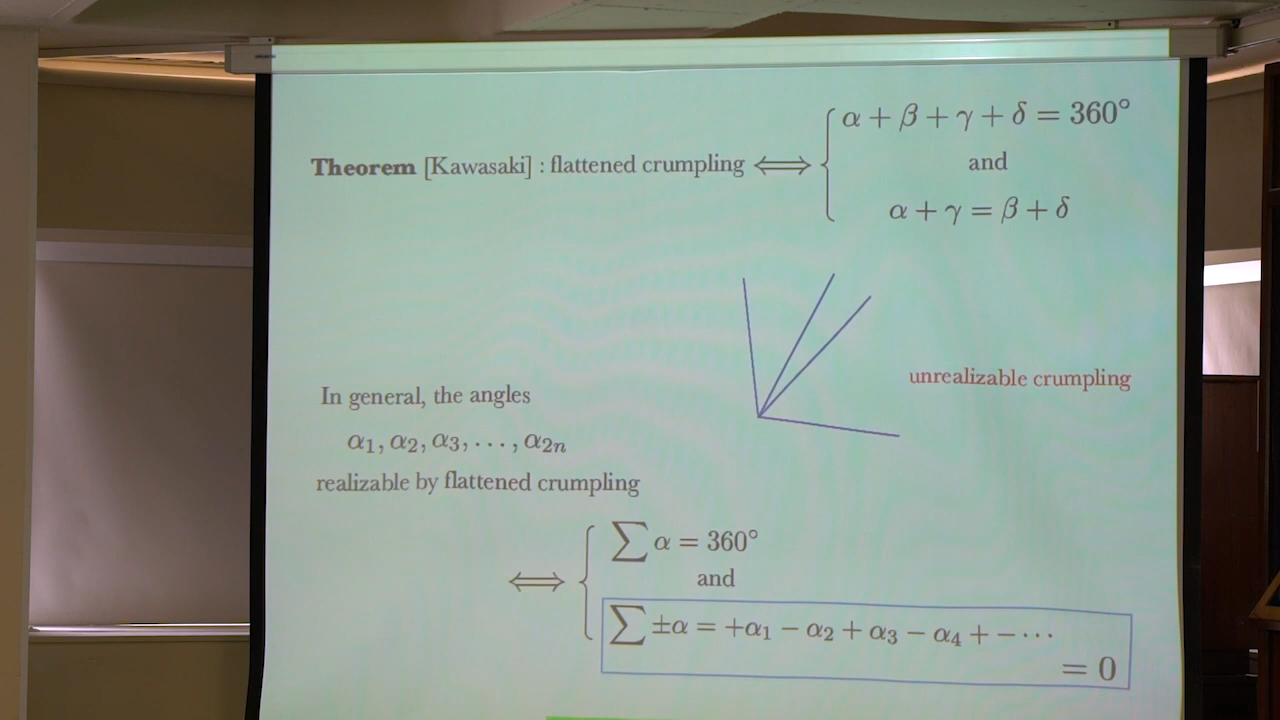 α + β + γ + δ = 360°
Theorem [Kawasaki] : flattened crumpling ⟺ { and
α + γ = β + δ
unrealizable crumpling
In general, the angles
α₁, α₂, α₃, . . . , α₂ₙ
realizable by flattened crumpling
∑ α = 360°
⟺ { and
∑ ±α = +α₁ − α₂ + α₃ − α₄ + − ⋯
= 0